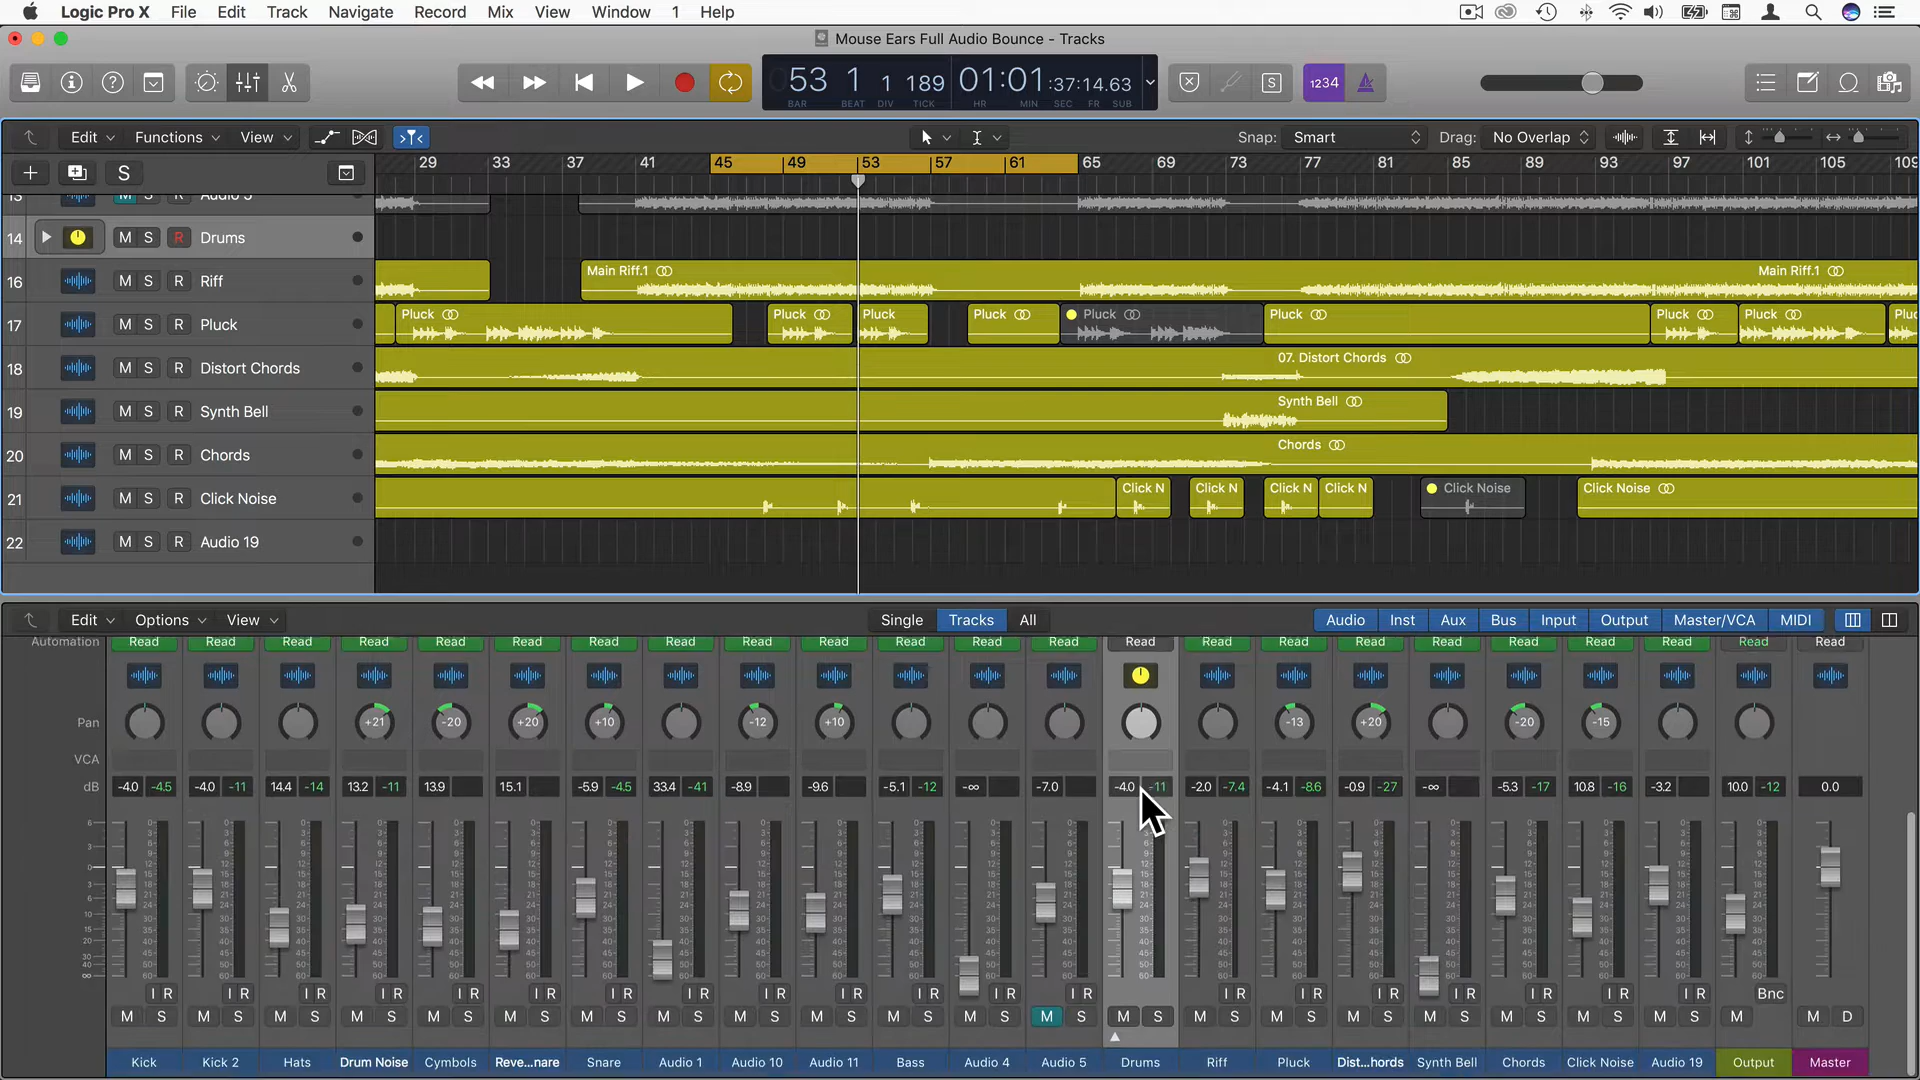 Logic Pro X File Edit Track Navigate Record Mix View Window 1 Help
Mouse Ears Full Audio Bounce - Tracks
53 1 1 189 01:01:37:14.63
BAR BEAT DIV TICK HR MIN SEC FR SUB
S 1234
Edit Functions View Snap: Smart Drag: No Overlap
S 29 33 37 41 45 49 53 57 61 65 69 73 77 81 85 89 93 97 101 105 109
13 M S R Audio 5
14 M S R Drums
16 M S R Riff Main Riff.1 Main Riff.1
17 M S R Pluck Pluck Pluck Pluck Pluck Pluck Pluck Pluck Pluck
18 M S R Distort Chords 07. Distort Chords
19 M S R Synth Bell Synth Bell
20 M S R Chords Chords
21 M S R Click Noise Click N Click N Click N Click N Click Noise Click Noise
22 M S R Audio 19
Edit Options View Single Tracks All Audio Inst Aux Bus Input Output Master/VCA MIDI
Automation Read Read Read Read Read Read Read Read Read Read Read Read Read Read Read Read Read Read Read Read Read Read Read
Pan +21 -20 +20 +10 -12 +10 -13 +20 -20 -15
VCA
dB -4.0 -4.5 -4.0 -11 14.4 -14 13.2 -11 13.9 15.1 -5.9 -4.5 33.4 -41 -8.9 -9.6 -5.1 -12 -∞ -7.0 -4.0 -11 -2.0 -7.4 -4.1 -8.6 -0.9 -27 -∞ -5.3 -17 10.8 -16 -3.2 10.0 -12 0.0
I R I R I R I R I R I R I R I R I R I R I R I R I R I R I R I R I R I R I R I R Bnc
M S M S M S M S M S M S M S M S M S M S M S M S M S M S M S M S M S M S M S M S M S M M D
Kick Kick 2 Hats Drum Noise Cymbols Reve...nare Snare Audio 1 Audio 10 Audio 11 Bass Audio 4 Audio 5 Drums Riff Pluck Dist...hords Synth Bell Chords Click Noise Audio 19 Output Master